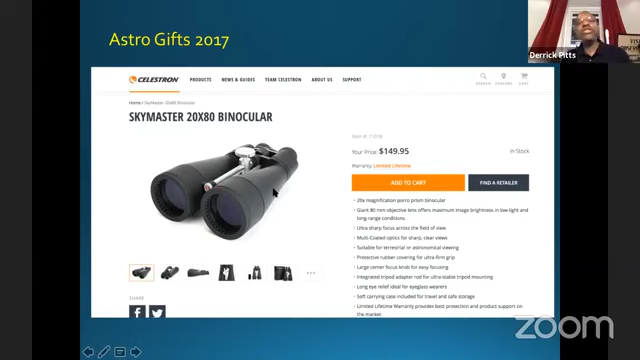 Astro Gifts 2017
Derrick Pitts
CELESTRON
PRODUCTS
NEWS & GUIDES
TEAM CELESTRON
ABOUT US
SUPPORT
SEARCH
CART
Home / SkyMaster 20x80 Binocular
SKYMASTER 20X80 BINOCULAR
Your Price: $149.95
in Stock
Warranty: Limited Lifetime
ADD TO CART
FIND A RETAILER
20x magnification porro prism binocular
Giant 80 mm objective lens offers maximum image brightness in low-light and
long-range conditions
Ultra sharp focus across the field of view
Multi-Coated optics for sharp, clear views
Suitable for terrestrial or astronomical viewing
Protective rubber covering for ultra-firm grip
Large center focus knob for easy focusing
Integrated tripod adapter rod for ultra-stable tripod mounting
Long eye relief ideal for eyeglass wearers
Soft carrying case included for travel and safe storage
Limited Lifetime Warranty provides best protection and product support on
the market
SHARE
zoom